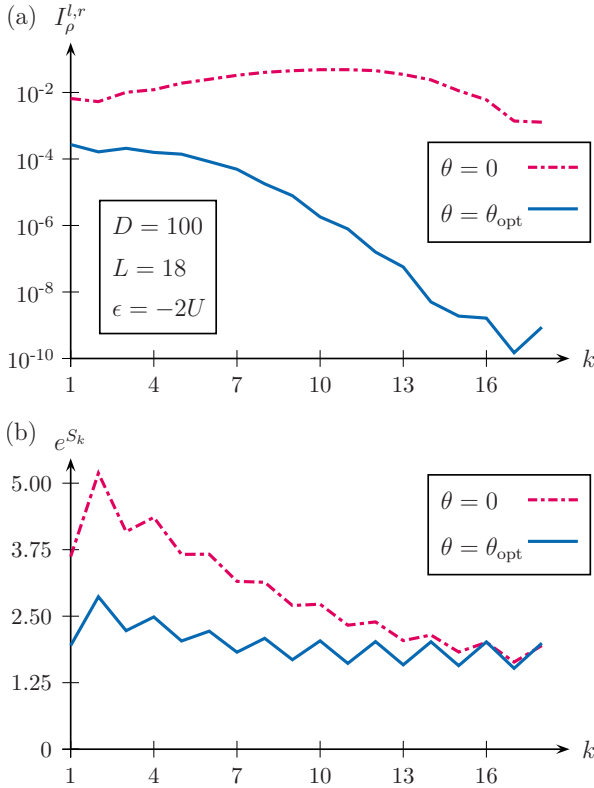 (a) I_ρ^{l,r}
10^{-2}
10^{-4}
10^{-6}
10^{-8}
10^{-10}
θ = 0
θ = θ_opt
D = 100
L = 18
ϵ = −2U
1 4 7 10 13 16 k
(b) e^{S_k}
5.00
3.75
2.50
1.25
0
θ = 0
θ = θ_opt
1 4 7 10 13 16 k